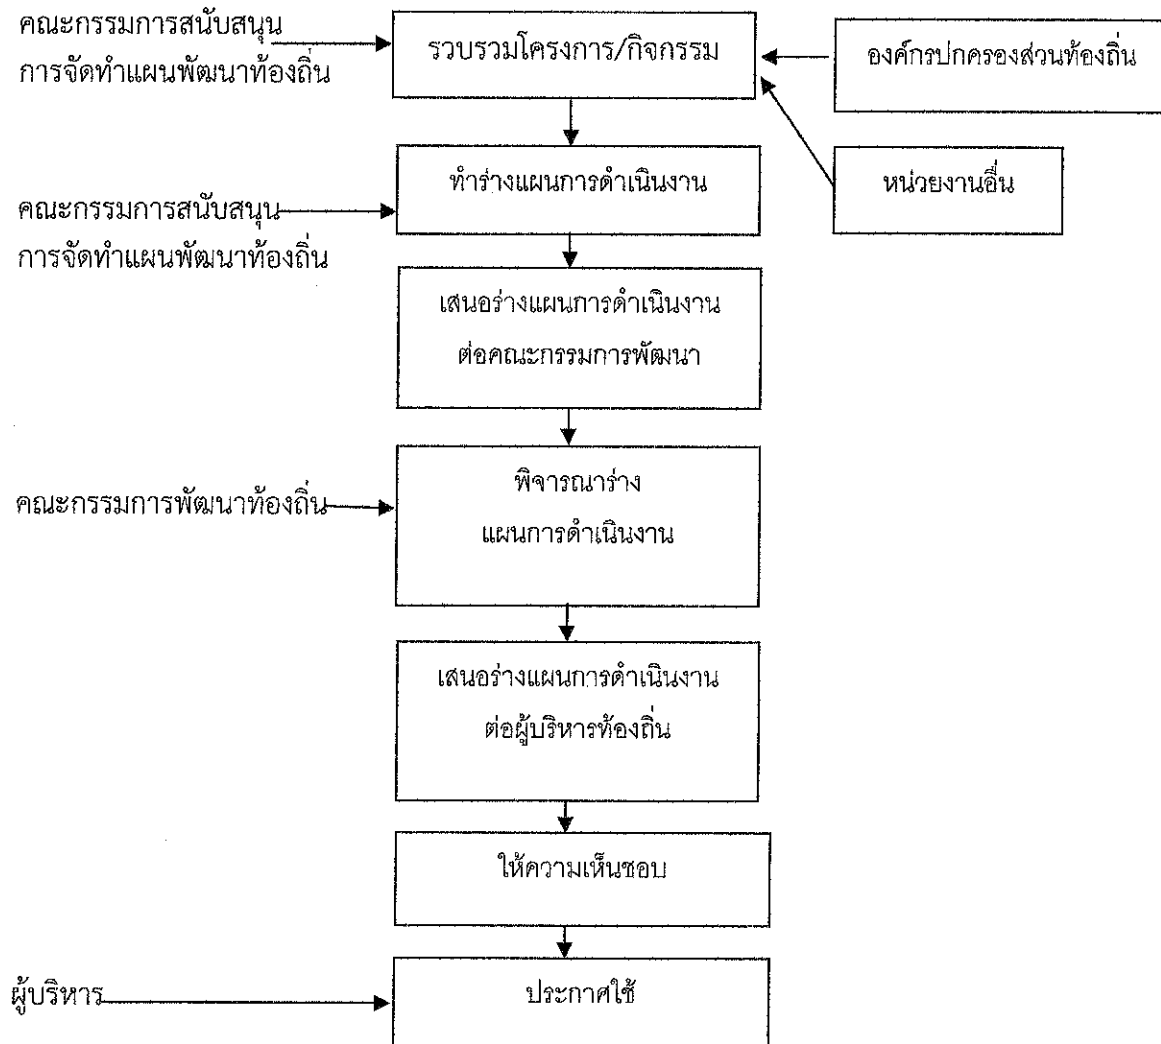 คณะกรรมการสนับสนุน
การจัดทำแผนพัฒนาท้องถิ่น
รวบรวมโครงการ/กิจกรรม
องค์กรปกครองส่วนท้องถิ่น
ทำร่างแผนการดำเนินงาน
หน่วยงานอื่น
คณะกรรมการสนับสนุน
การจัดทำแผนพัฒนาท้องถิ่น
เสนอร่างแผนการดำเนินงาน
ต่อคณะกรรมการพัฒนา
พิจารณาร่าง
แผนการดำเนินงาน
คณะกรรมการพัฒนาท้องถิ่น
เสนอร่างแผนการดำเนินงาน
ต่อผู้บริหารท้องถิ่น
ให้ความเห็นชอบ
ผู้บริหาร
ประกาศใช้